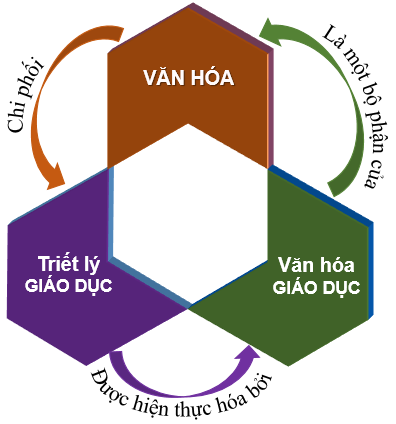 VĂN HÓA
Chi phối
Là một bộ phận của
Triết lý
GIÁO DỤC
Văn hóa
GIÁO DỤC
Được hiện thực hóa bởi